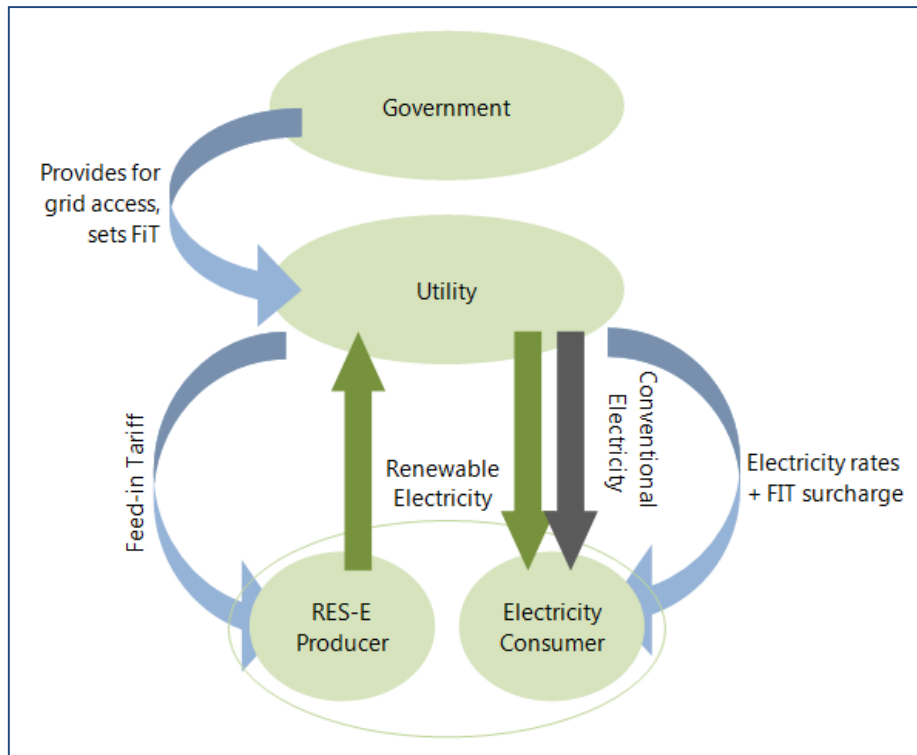 Government
Provides for
grid access,
sets FiT
Utility
Feed-in Tariff
Renewable
Electricity
Conventional
Electricity
Electricity rates
+ FIT surcharge
RES-E
Producer
Electricity
Consumer